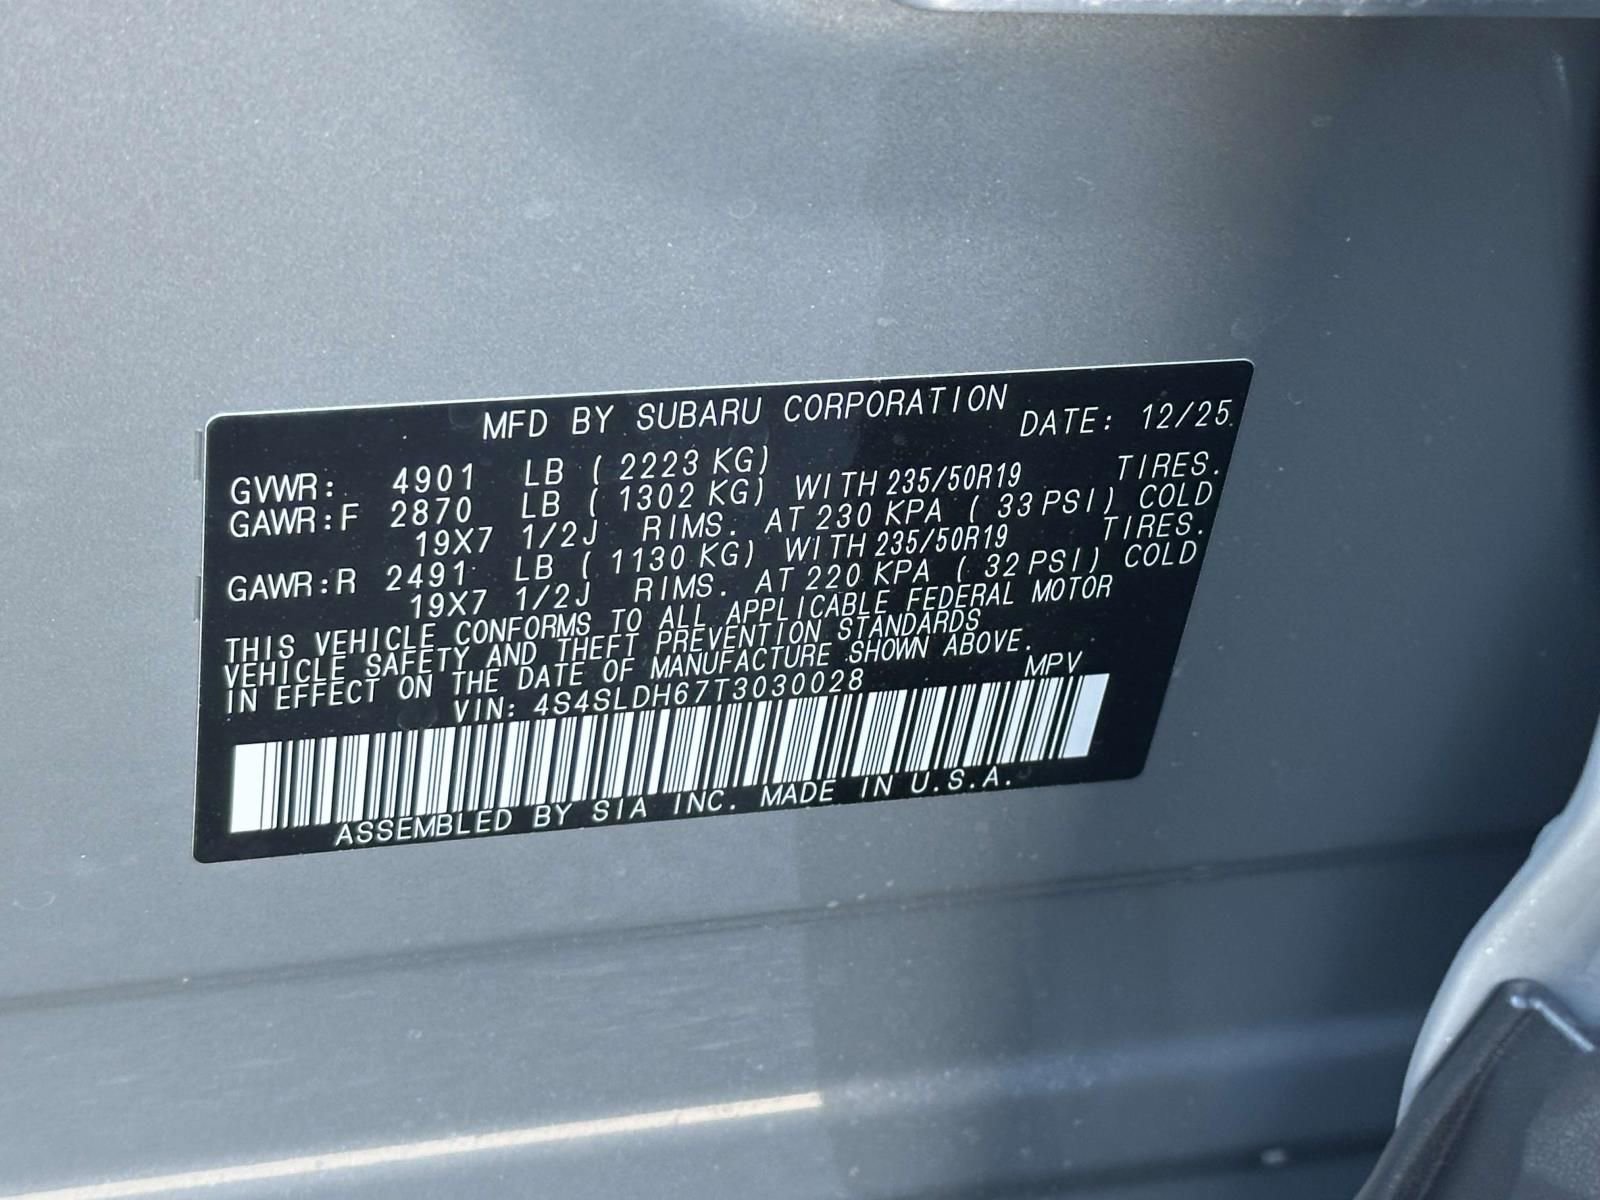 MFD BY SUBARU CORPORATION DATE: 12/25
GVWR: 4901 LB ( 2223 KG)
GAWR:F 2870 LB ( 1302 KG) WITH 235/50R19 TIRES.
19X7 1/2J RIMS. AT 230 KPA ( 33 PSI) COLD
GAWR:R 2491 LB ( 1130 KG) WITH 235/50R19 TIRES.
19X7 1/2J RIMS. AT 220 KPA ( 32 PSI) COLD
THIS VEHICLE CONFORMS TO ALL APPLICABLE FEDERAL MOTOR
VEHICLE SAFETY AND THEFT PREVENTION STANDARDS
IN EFFECT ON THE DATE OF MANUFACTURE SHOWN ABOVE.
VIN: 4S4SLDH67T3030028 MPV
ASSEMBLED BY SIA INC. MADE IN U.S.A.